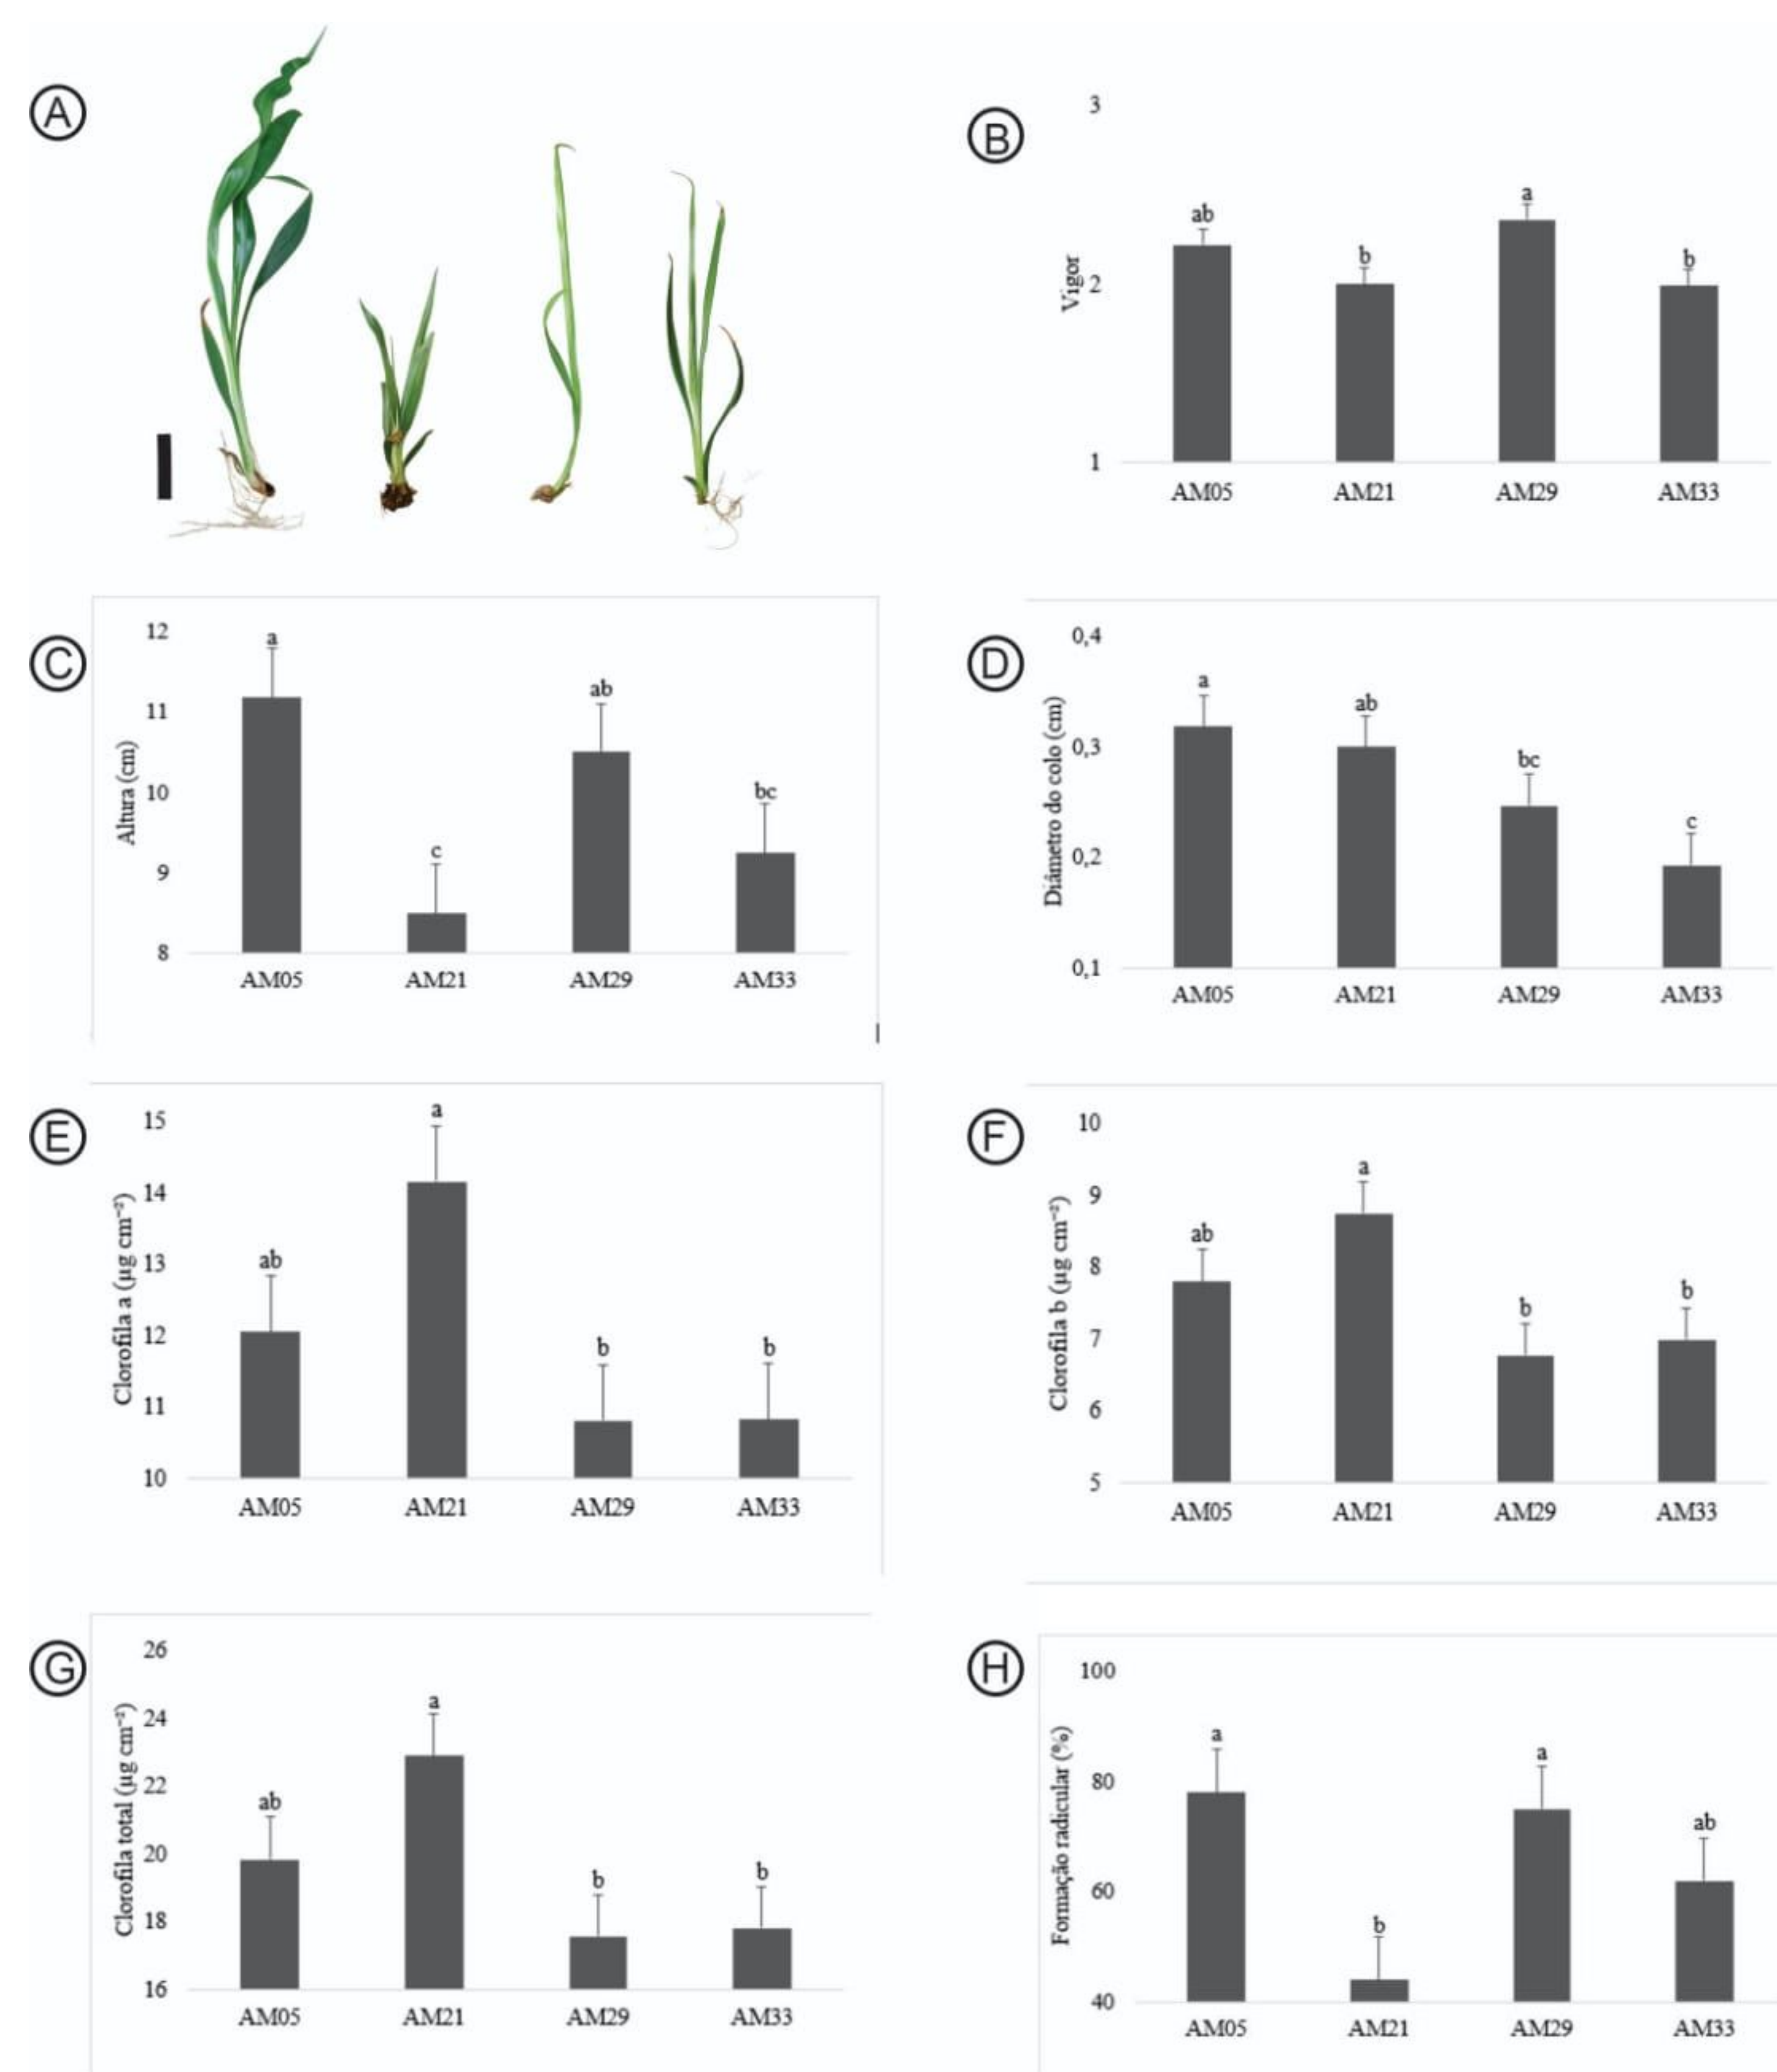 A
B
3
2
1
Vigor
ab
b
a
b
AM05 AM21 AM29 AM33
C
12
11
10
9
8
Altura (cm)
a
c
ab
bc
AM05 AM21 AM29 AM33
D
0,4
0,3
0,2
0,1
Diâmetro do colo (cm)
a
ab
bc
c
AM05 AM21 AM29 AM33
E
15
14
13
12
11
10
Clorofila a (µg cm⁻²)
ab
a
b
b
AM05 AM21 AM29 AM33
F
10
9
8
7
6
5
Clorofila b (µg cm⁻²)
ab
a
b
b
AM05 AM21 AM29 AM33
G
26
24
22
20
18
16
Clorofila total (µg cm⁻²)
ab
a
b
b
AM05 AM21 AM29 AM33
H
100
80
60
40
Formação radicular (%)
a
b
a
ab
AM05 AM21 AM29 AM33